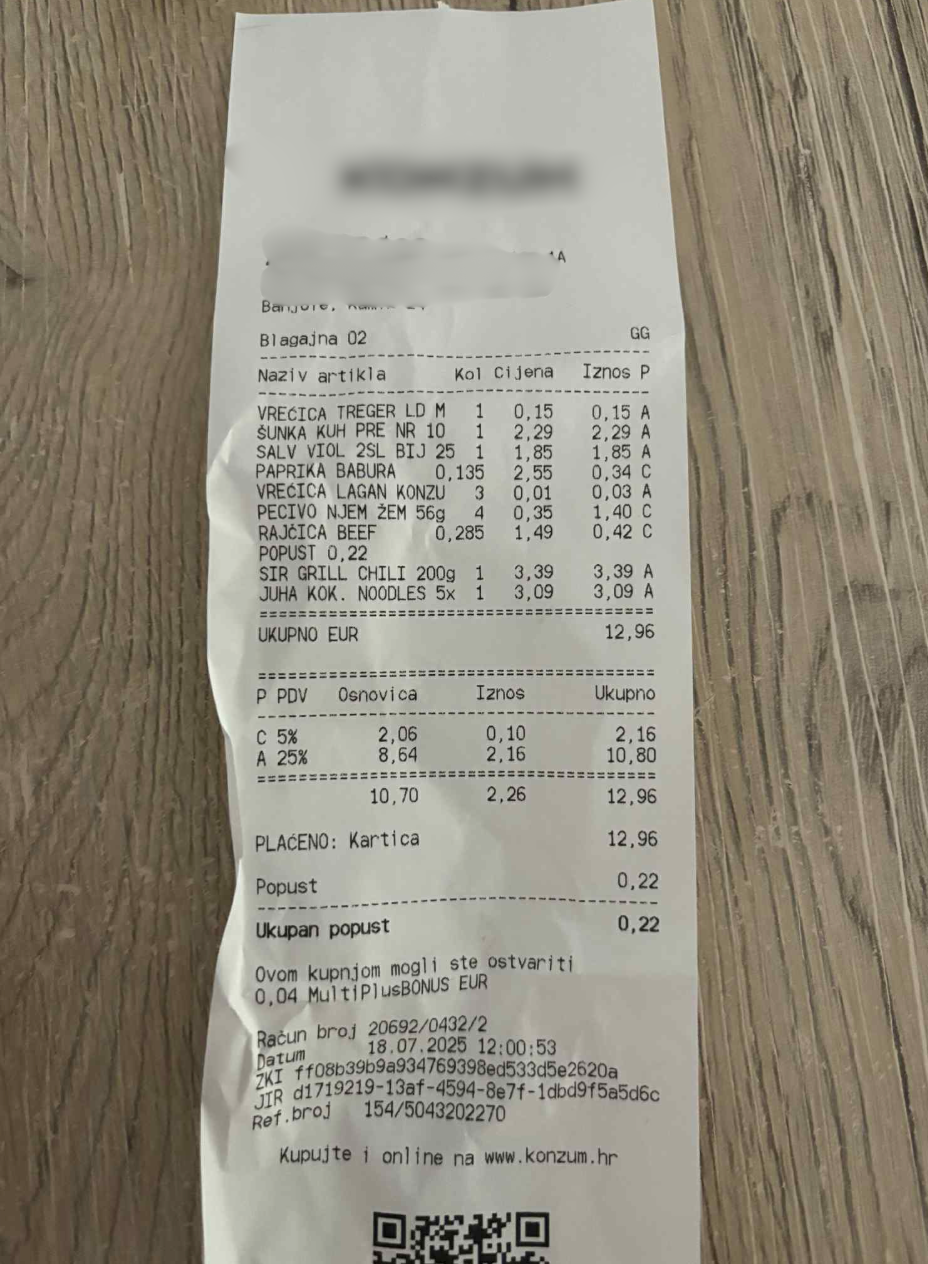 Blagajna 02 GG
Naziv artikla Kol Cijena Iznos P
VREĆICA TREGER LD M 1 0,15 0,15 A
ŠUNKA KUH PRE NR 10 1 2,29 2,29 A
SALV VIOL 2SL BIJ 25 1 1,85 1,85 A
PAPRIKA BABURA 0,135 2,55 0,34 C
VREĆICA LAGAN KONZU 3 0,01 0,03 A
PECIVO NJEM ŽEM 56g 4 0,35 1,40 C
RAJČICA BEEF 0,285 1,49 0,42 C
POPUST 0,22
SIR GRILL CHILI 200g 1 3,39 3,39 A
JUHA KOK. NOODLES 5x 1 3,09 3,09 A
UKUPNO EUR 12,96
P PDV Osnovica Iznos Ukupno
C 5% 2,06 0,10 2,16
A 25% 8,64 2,16 10,80
10,70 2,26 12,96
PLAĆENO: Kartica 12,96
Popust 0,22
Ukupan popust 0,22
Ovom kupnjom mogli ste ostvariti
0,04 MultiPlusBONUS EUR
Račun broj 20692/0432/2
Datum 18.07.2025 12:00:53
ZKI ff08b39b9a934769398ed533d5e2620a
JIR d1719219-13af-4594-8e7f-1dbd9f5a5d6c
Ref.broj 154/5043202270
Kupujte i online na www.konzum.hr